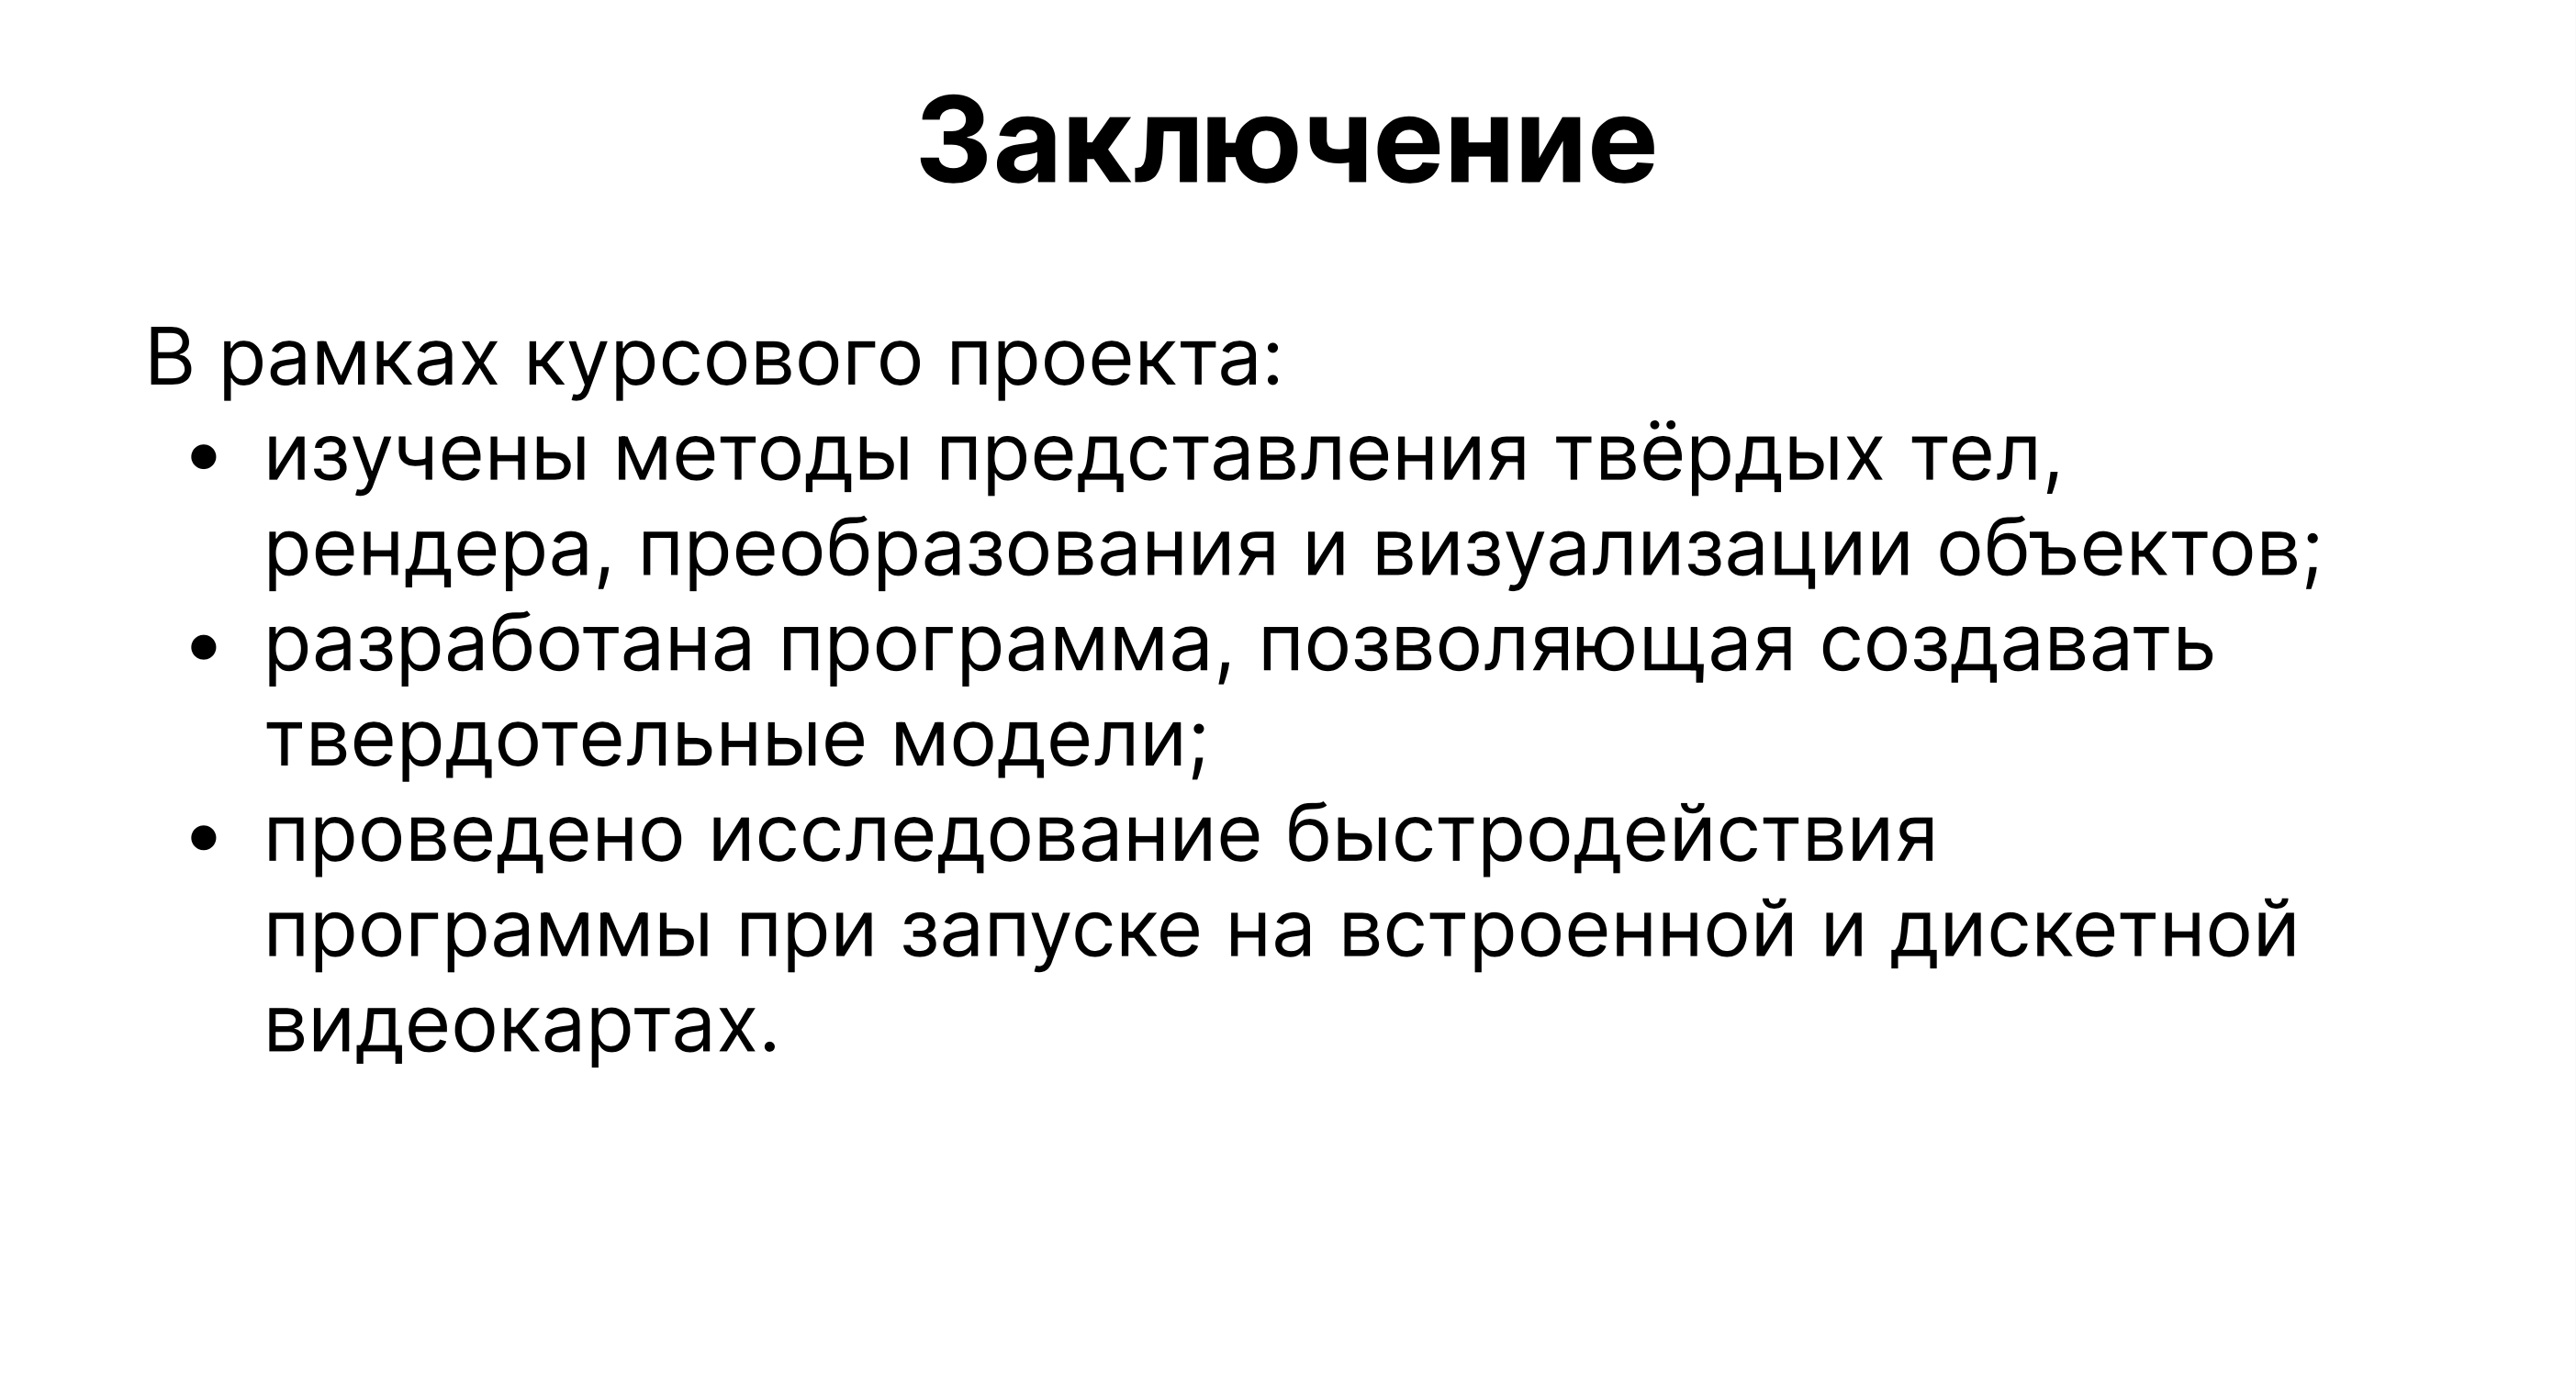 Заключение
В рамках курсового проекта:
• изучены методы представления твёрдых тел,
рендера, преобразования и визуализации объектов;
• разработана программа, позволяющая создавать
твердотельные модели;
• проведено исследование быстродействия
программы при запуске на встроенной и дискетной
видеокартах.